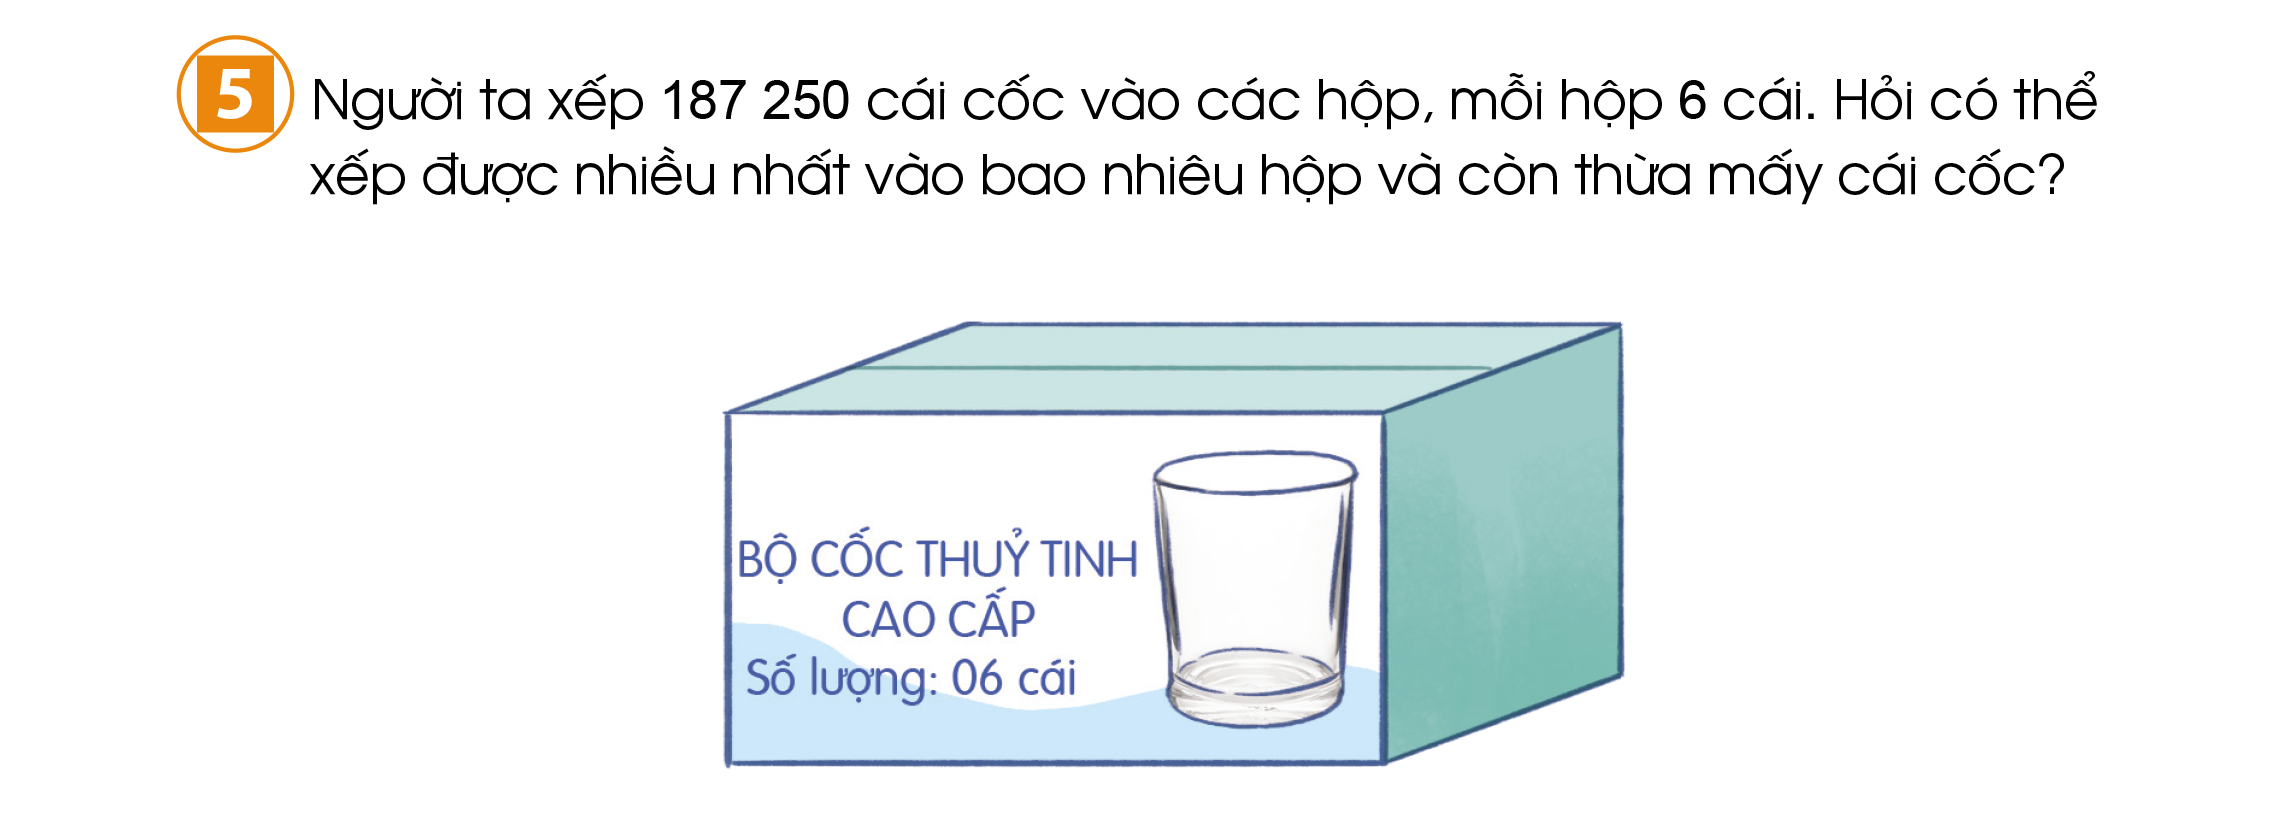 5 Người ta xếp 187 250 cái cốc vào các hộp, mỗi hộp 6 cái. Hỏi có thể
xếp được nhiều nhất vào bao nhiêu hộp và còn thừa mấy cái cốc?
BỘ CỐC THUỶ TINH
CAO CẤP
Số lượng: 06 cái